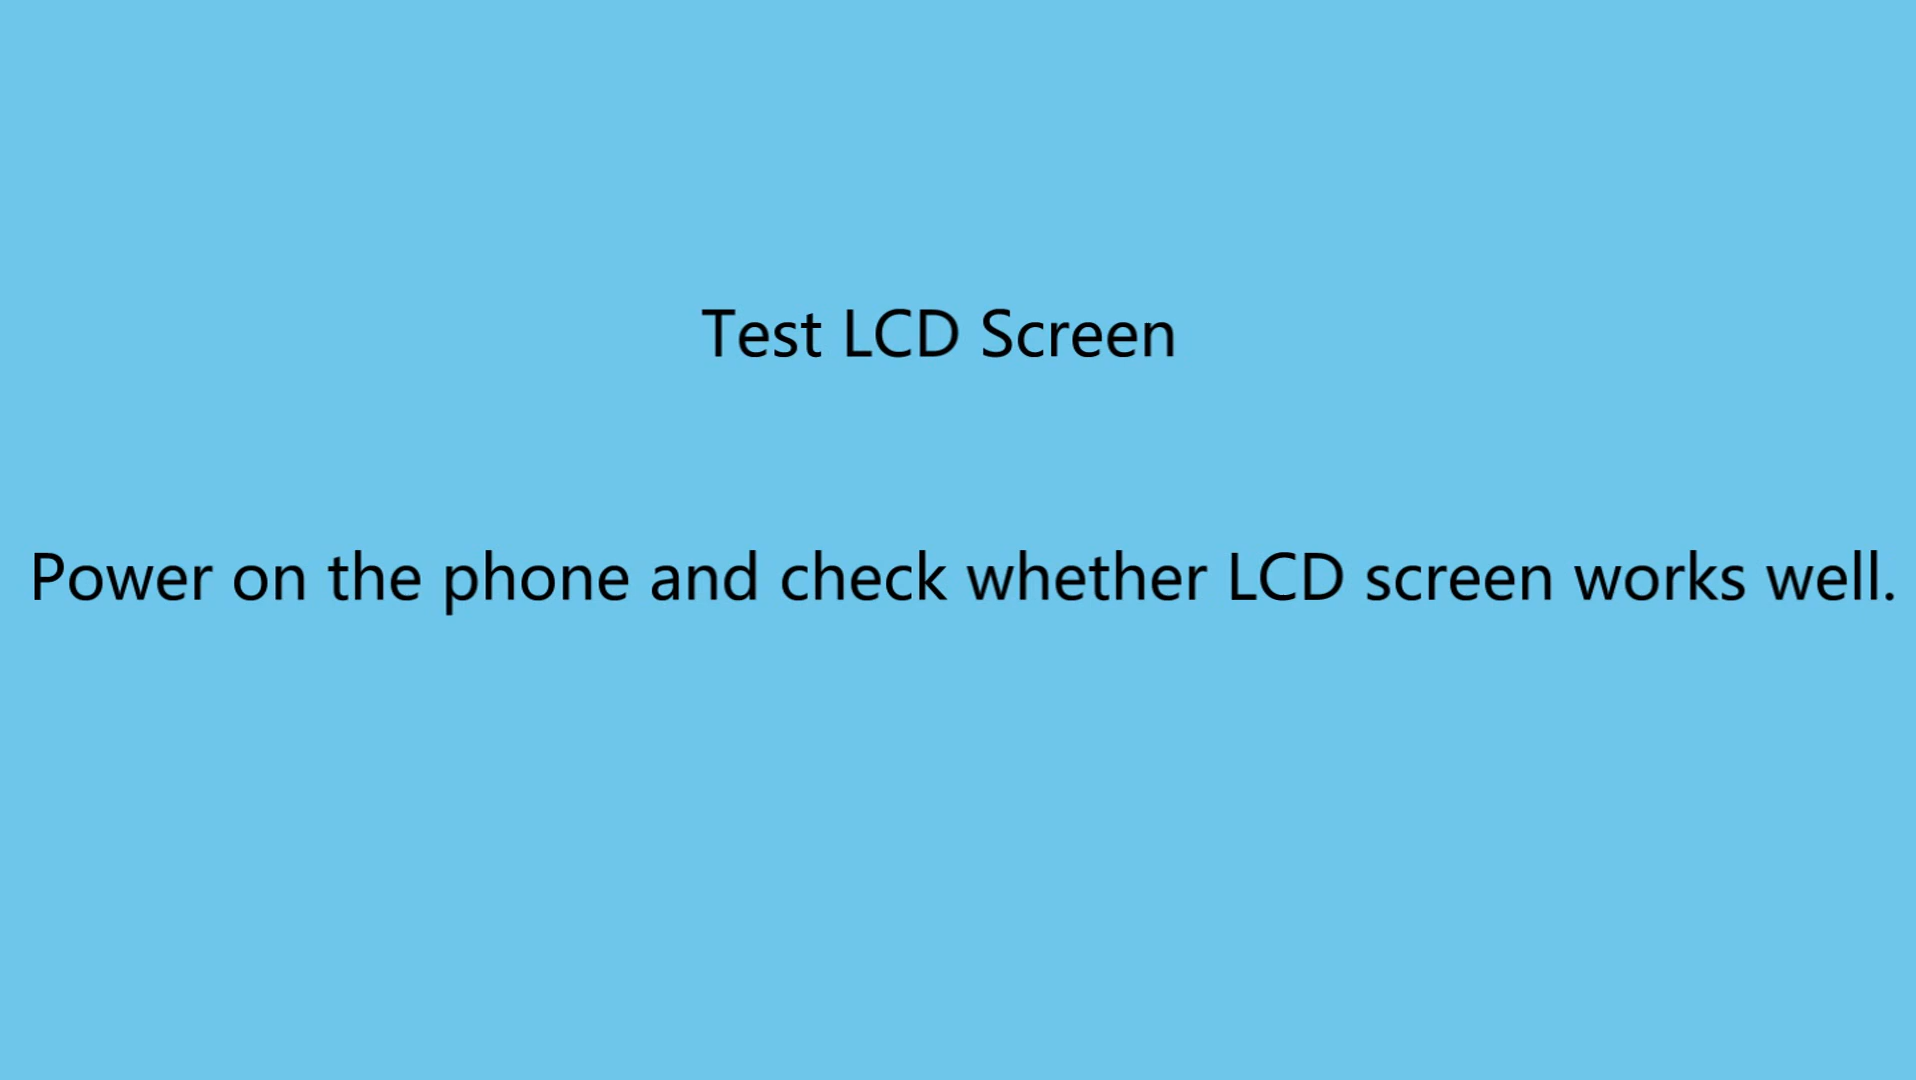 Test LCD Screen
Power on the phone and check whether LCD screen works well.